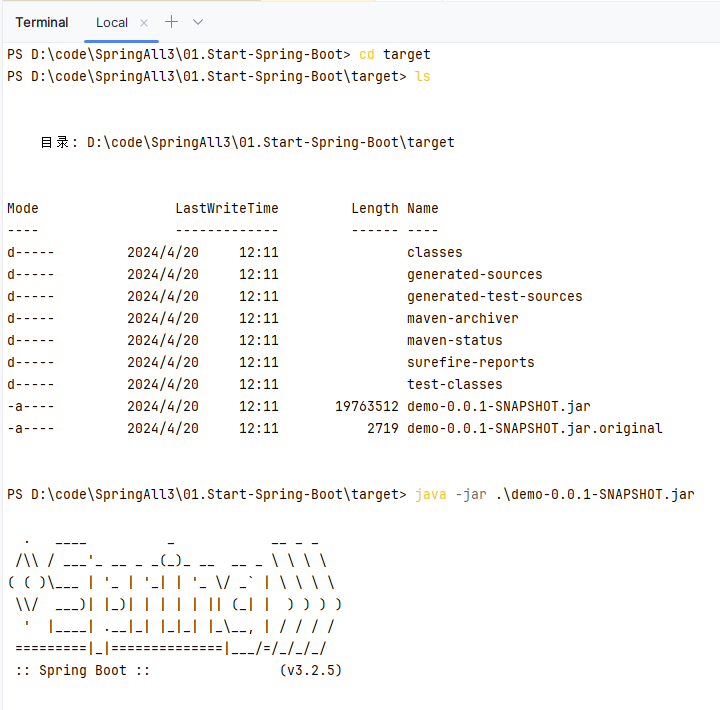 Terminal Local
PS D:\code\SpringAll3\01.Start-Spring-Boot> cd target
PS D:\code\SpringAll3\01.Start-Spring-Boot\target> ls
    目录: D:\code\SpringAll3\01.Start-Spring-Boot\target
Mode                 LastWriteTime         Length Name
----                 -------------         ------ ----
d-----         2024/4/20     12:11                classes
d-----         2024/4/20     12:11                generated-sources
d-----         2024/4/20     12:11                generated-test-sources
d-----         2024/4/20     12:11                maven-archiver
d-----         2024/4/20     12:11                maven-status
d-----         2024/4/20     12:11                surefire-reports
d-----         2024/4/20     12:11                test-classes
-a----         2024/4/20     12:11       19763512 demo-0.0.1-SNAPSHOT.jar
-a----         2024/4/20     12:11           2719 demo-0.0.1-SNAPSHOT.jar.original
PS D:\code\SpringAll3\01.Start-Spring-Boot\target> java -jar .\demo-0.0.1-SNAPSHOT.jar
  .   ____          _            __ _ _
 /\\ / ___'_ __ _ _(_)_ __  __ _ \ \ \ \
( ( )\___ | '_ | '_| | '_ \/ _` | \ \ \ \
 \\/  ___)| |_)| | | | | || (_| |  ) ) ) )
  '  |____| .__|_| |_|_| |_\__, | / / / /
 =========|_|==============|___/=/_/_/_/
 :: Spring Boot ::                (v3.2.5)